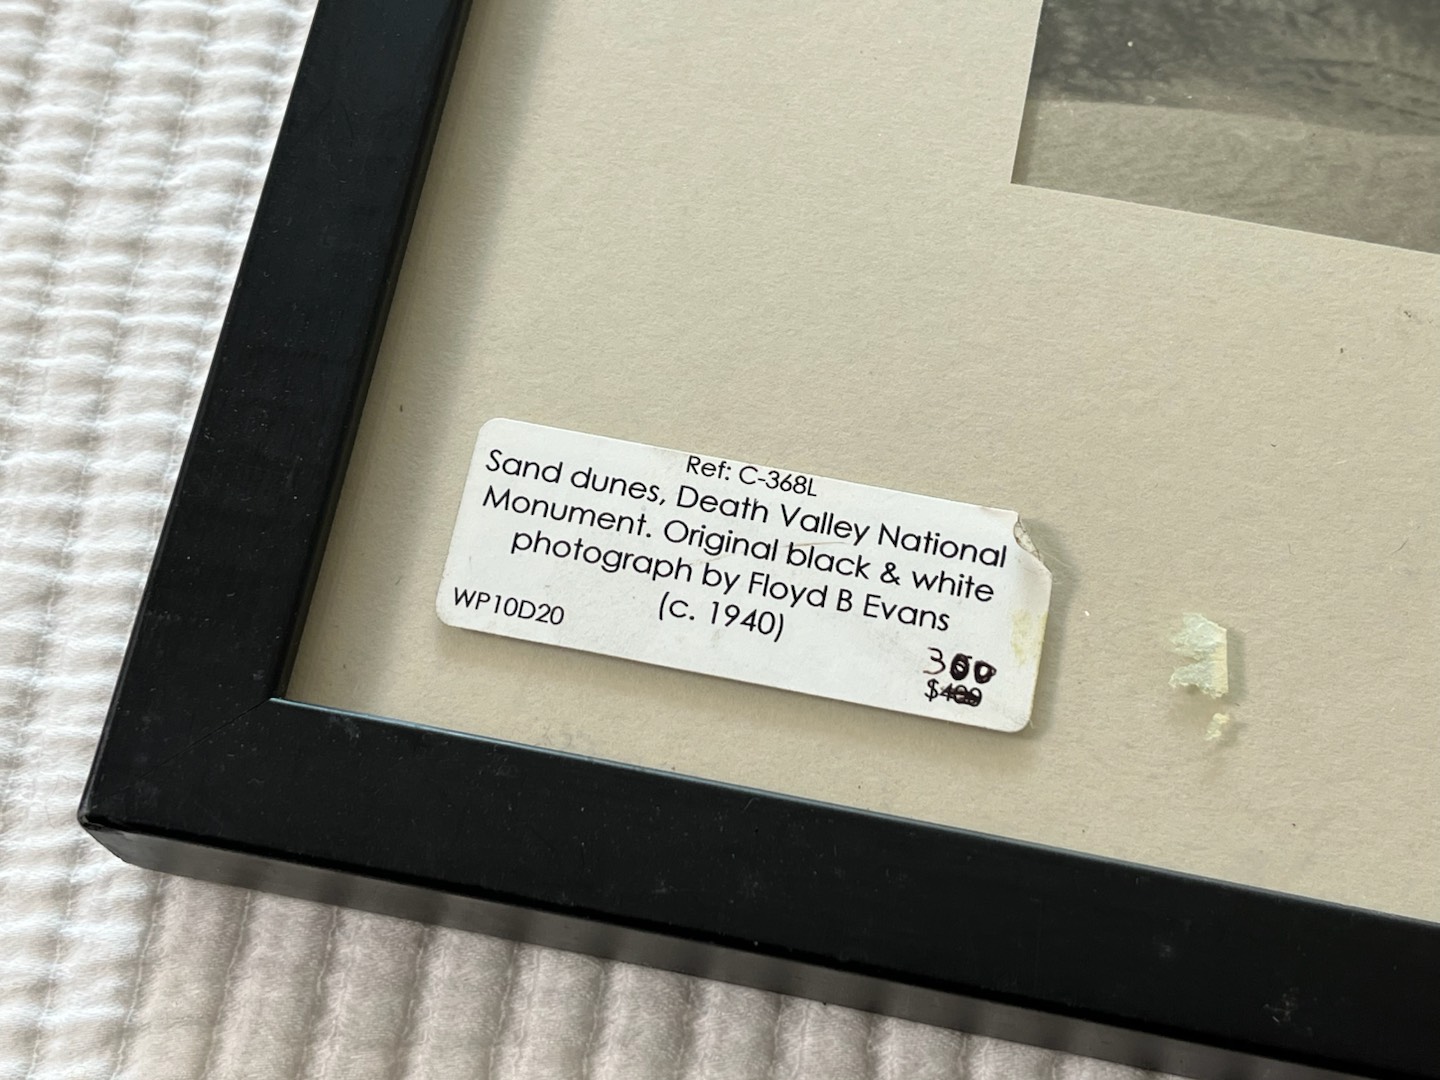 Ref: C-368L
Sand dunes, Death Valley National
Monument. Original black & white
photograph by Floyd B Evans
(c. 1940)
WP10D20
300
$400